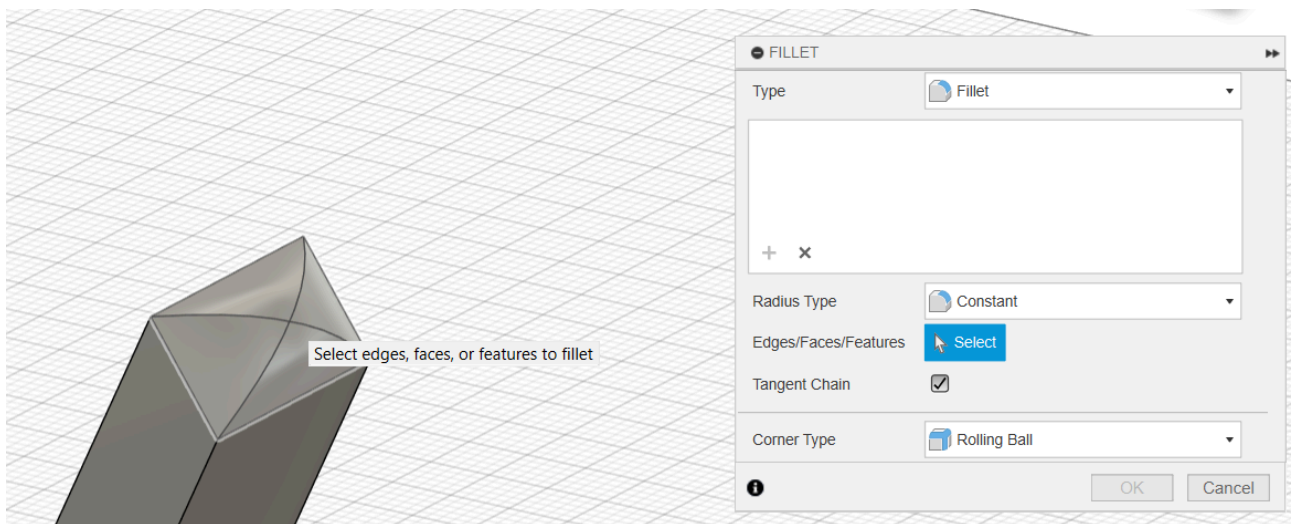 FILLET
Type Fillet
Radius Type Constant
Edges/Faces/Features Select
Select edges, faces, or features to fillet
Tangent Chain
Corner Type Rolling Ball
OK Cancel